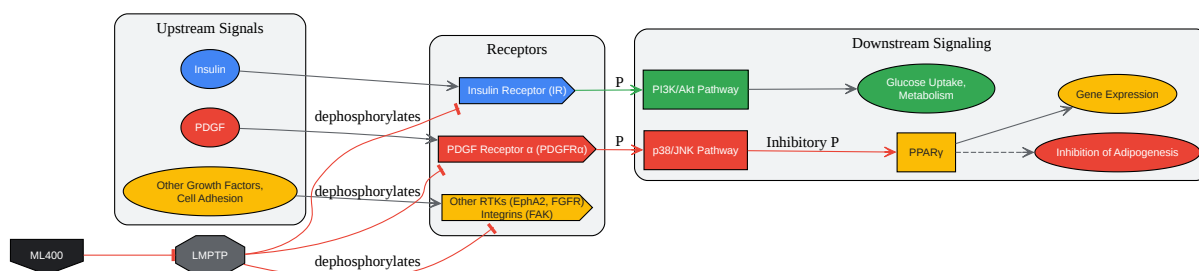 Upstream Signals
Insulin
PDGF
Other Growth Factors,
Cell Adhesion
ML400
LMPTP
dephosphorylates
dephosphorylates
dephosphorylates
Receptors
Insulin Receptor (IR)
PDGF Receptor α (PDGFRα)
Other RTKs (EphA2, FGFR)
Integrins (FAK)
P
P
Downstream Signaling
PI3K/Akt Pathway
Glucose Uptake,
Metabolism
p38/JNK Pathway
Inhibitory P
PPARγ
Gene Expression
Inhibition of Adipogenesis